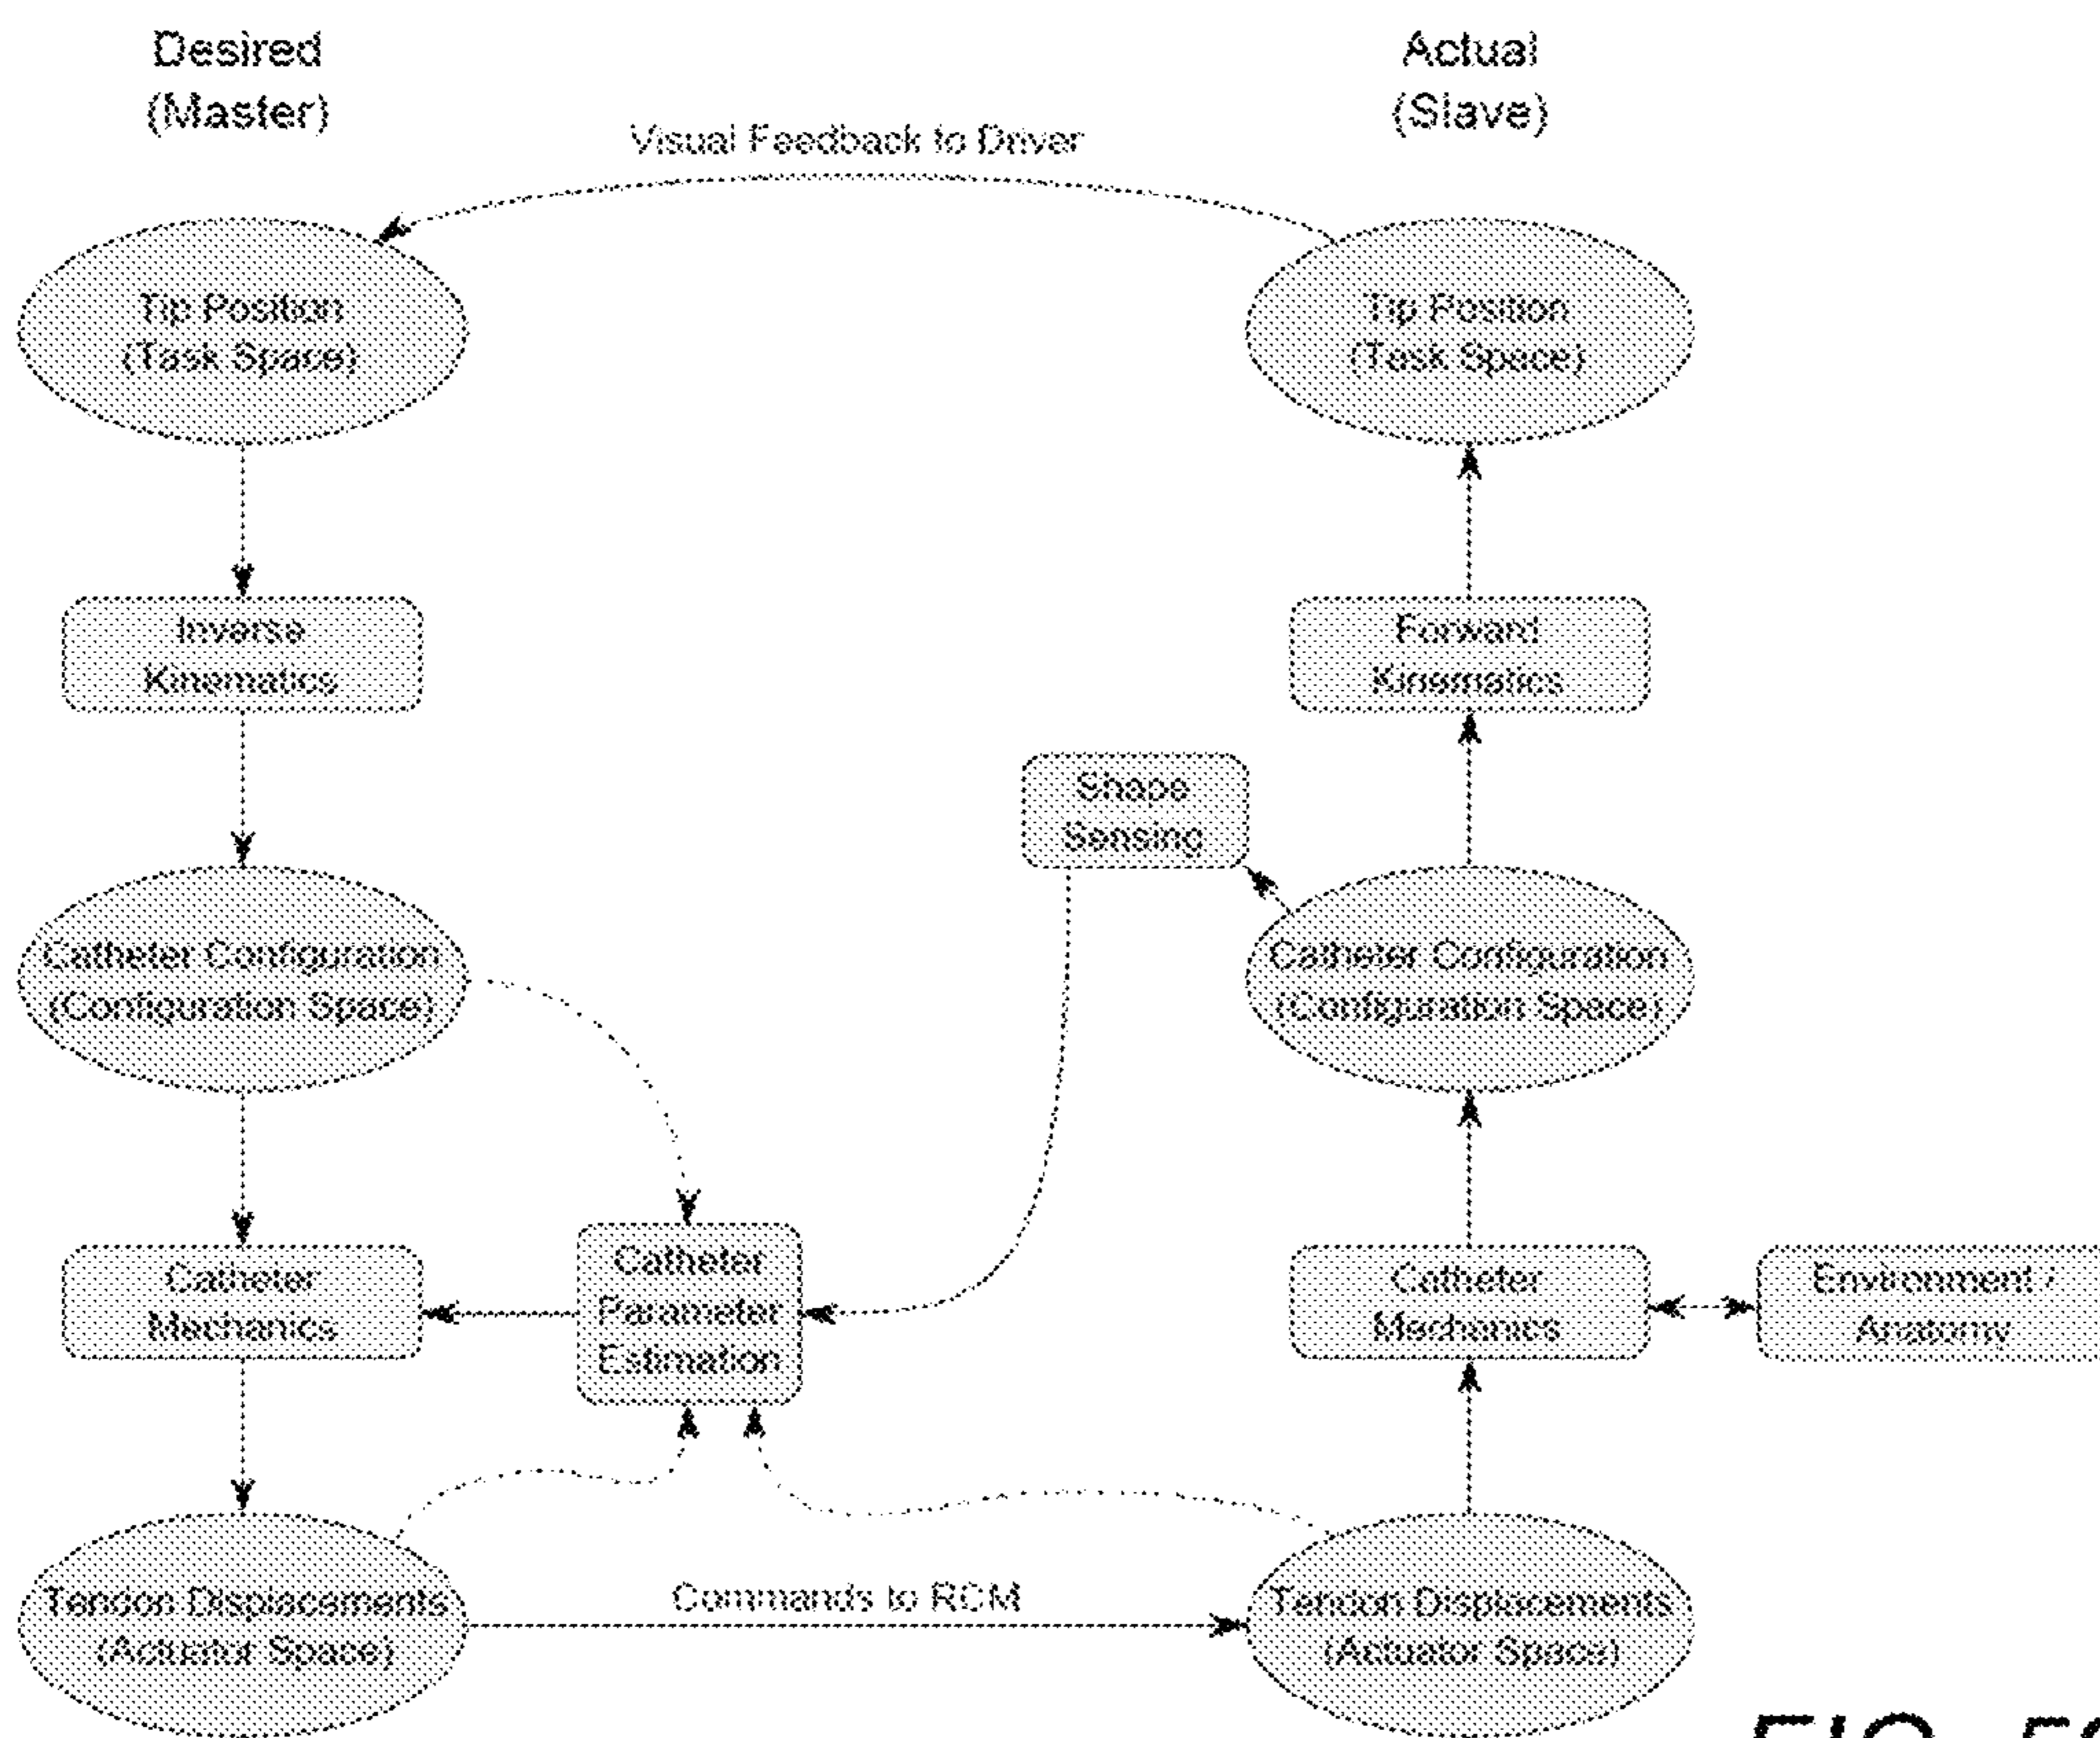 Desired
(Master)
Actual
(Slave)
Visual Feedback to Driver
Tip Position
(Task Space)
Tip Position
(Task Space)
Inverse
Kinematics
Forward
Kinematics
Shape
Sensing
Catheter Configuration
(Configuration Space)
Catheter Configuration
(Configuration Space)
Catheter
Mechanics
Catheter
Parameter
Estimation
Catheter
Mechanics
Environment /
Anatomy
Tendon Displacements
(Actuator Space)
Commands to RCM
Tendon Displacements
(Actuator Space)
FIG.